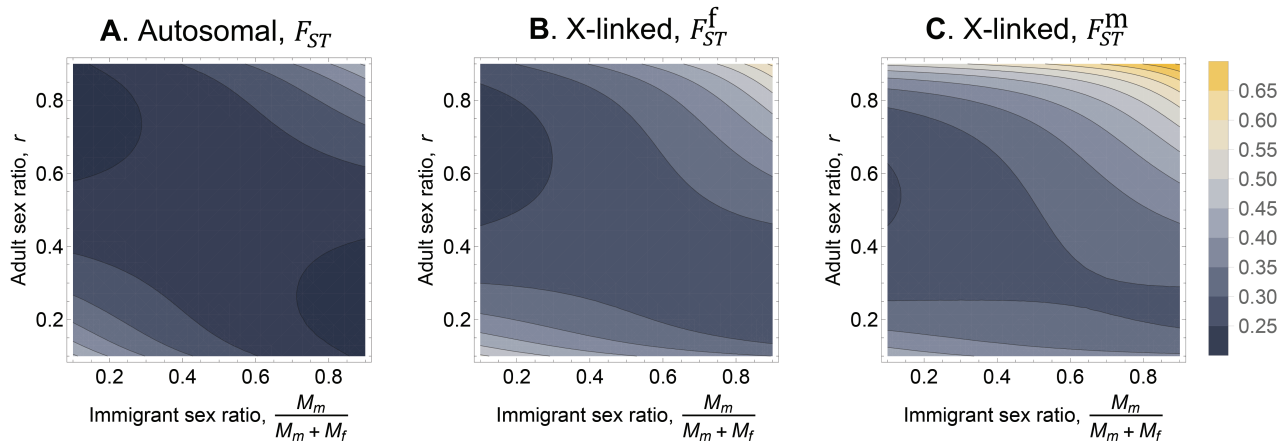 A. Autosomal, F_ST
B. X-linked, F_ST^f
C. X-linked, F_ST^m
Adult sex ratio, r
0.8
0.6
0.4
0.2
0.2 0.4 0.6 0.8
Immigrant sex ratio, M_m / (M_m + M_f)
Adult sex ratio, r
0.8
0.6
0.4
0.2
0.2 0.4 0.6 0.8
Immigrant sex ratio, M_m / (M_m + M_f)
Adult sex ratio, r
0.8
0.6
0.4
0.2
0.2 0.4 0.6 0.8
Immigrant sex ratio, M_m / (M_m + M_f)
0.65
0.60
0.55
0.50
0.45
0.40
0.35
0.30
0.25